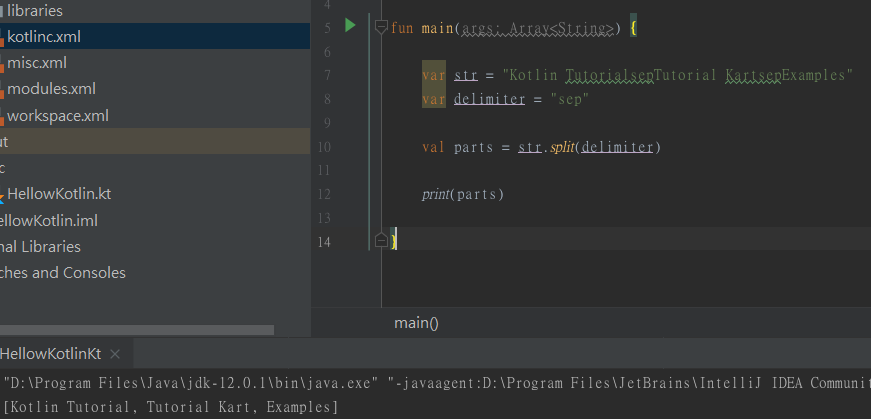 libraries
kotlinc.xml
misc.xml
modules.xml
workspace.xml
ut
c
HellowKotlin.kt
ellowKotlin.iml
nal Libraries
ches and Consoles
4
5 fun main(args: Array<String>) {
6
7 var str = "Kotlin TutorialsepTutorial KartsepExamples"
8 var delimiter = "sep"
9
10 val parts = str.split(delimiter)
11
12 print(parts)
13
14 }
main()
HellowKotlinKt ×
"D:\Program Files\Java\jdk-12.0.1\bin\java.exe" "-javaagent:D:\Program Files\JetBrains\IntelliJ IDEA Communit
[Kotlin Tutorial, Tutorial Kart, Examples]